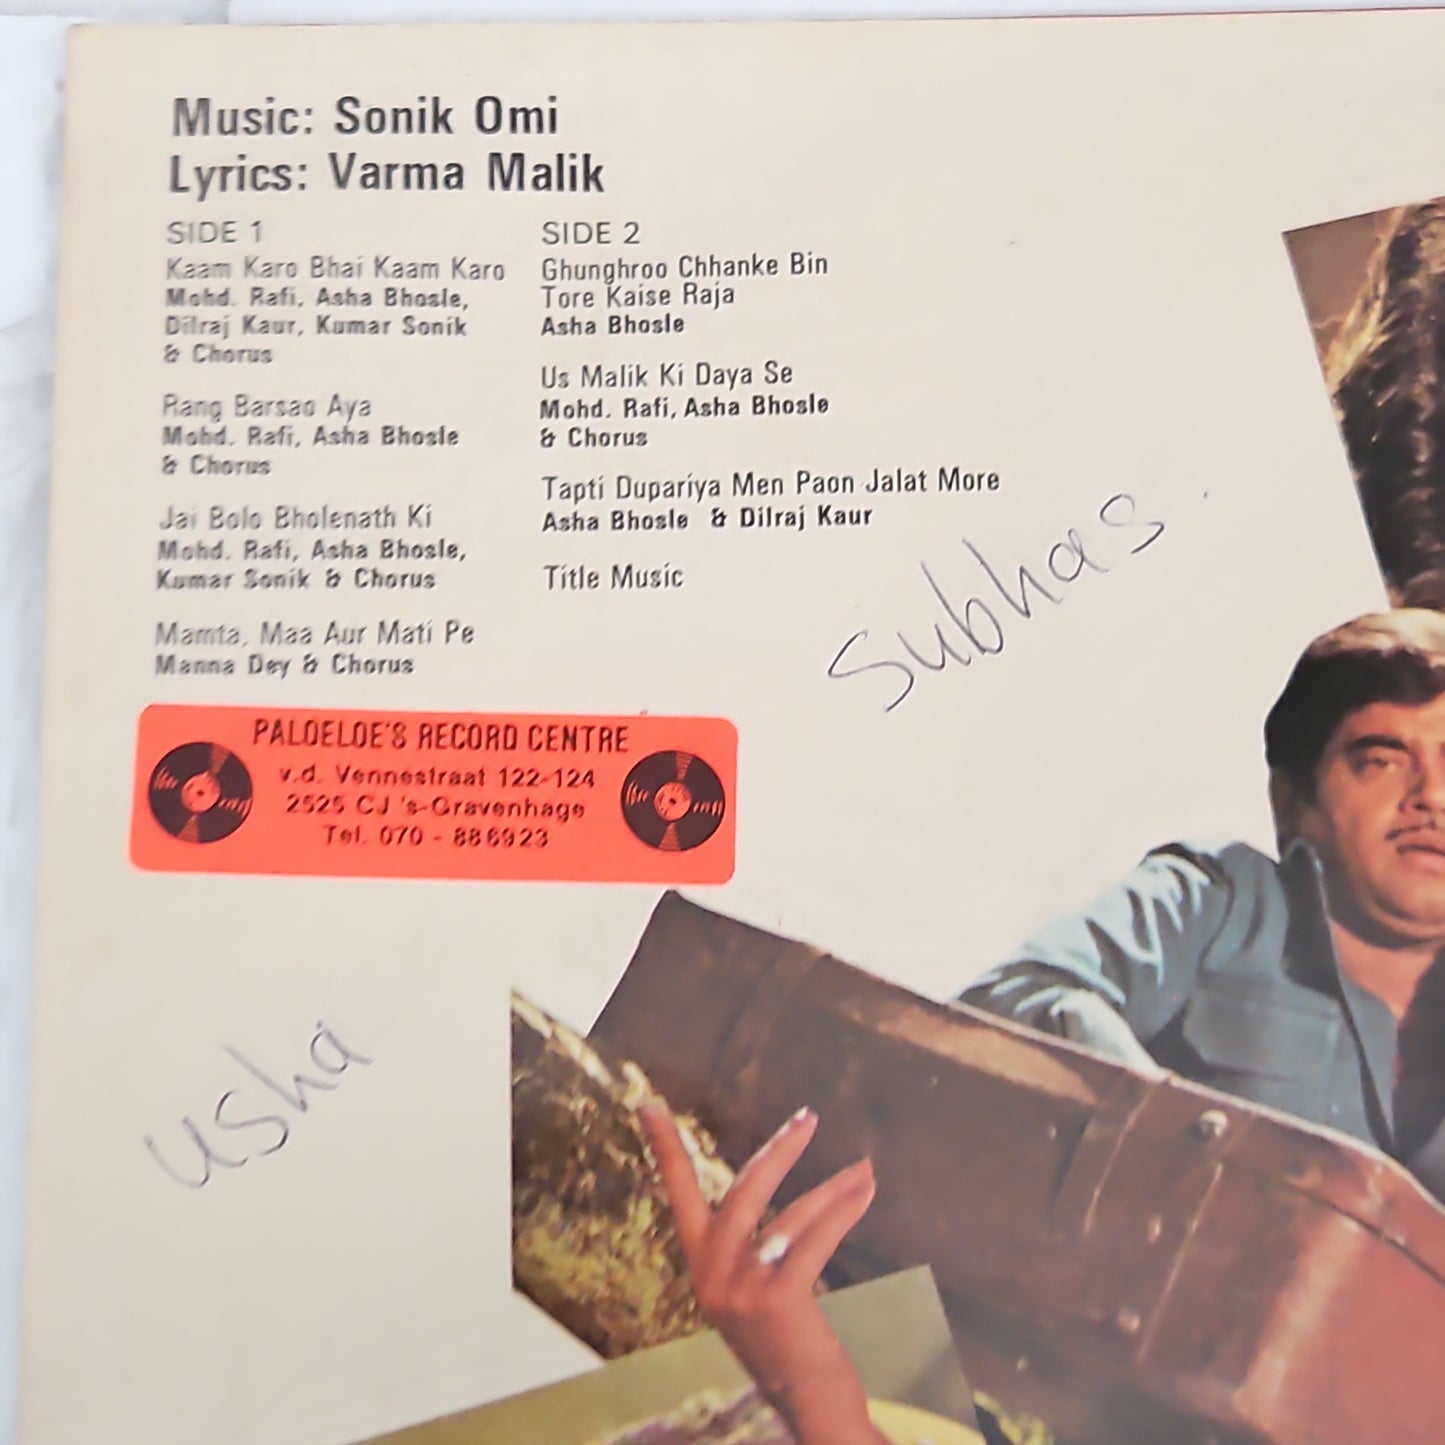 Music: Sonik Omi
Lyrics: Varma Malik
SIDE 1
Kaam Karo Bhai Kaam Karo
Mohd. Rafi, Asha Bhosle,
Dilraj Kaur, Kumar Sonik
& Chorus
Rang Barsao Aya
Mohd. Rafi, Asha Bhosle
& Chorus
Jai Bolo Bholenath Ki
Mohd. Rafi, Asha Bhosle,
Kumar Sonik & Chorus
Mamta, Maa Aur Mati Pe
Manna Dey & Chorus
SIDE 2
Ghunghroo Chhanke Bin
Tore Kaise Raja
Asha Bhosle
Us Malik Ki Daya Se
Mohd. Rafi, Asha Bhosle
& Chorus
Tapti Dupariya Men Paon Jalat More
Asha Bhosle & Dilraj Kaur
Title Music
Subhas
PALOELOE'S RECORD CENTRE
v.d. Vennestraat 122-124
2525 CJ 's-Gravenhage
Tel. 070 - 886923
usha